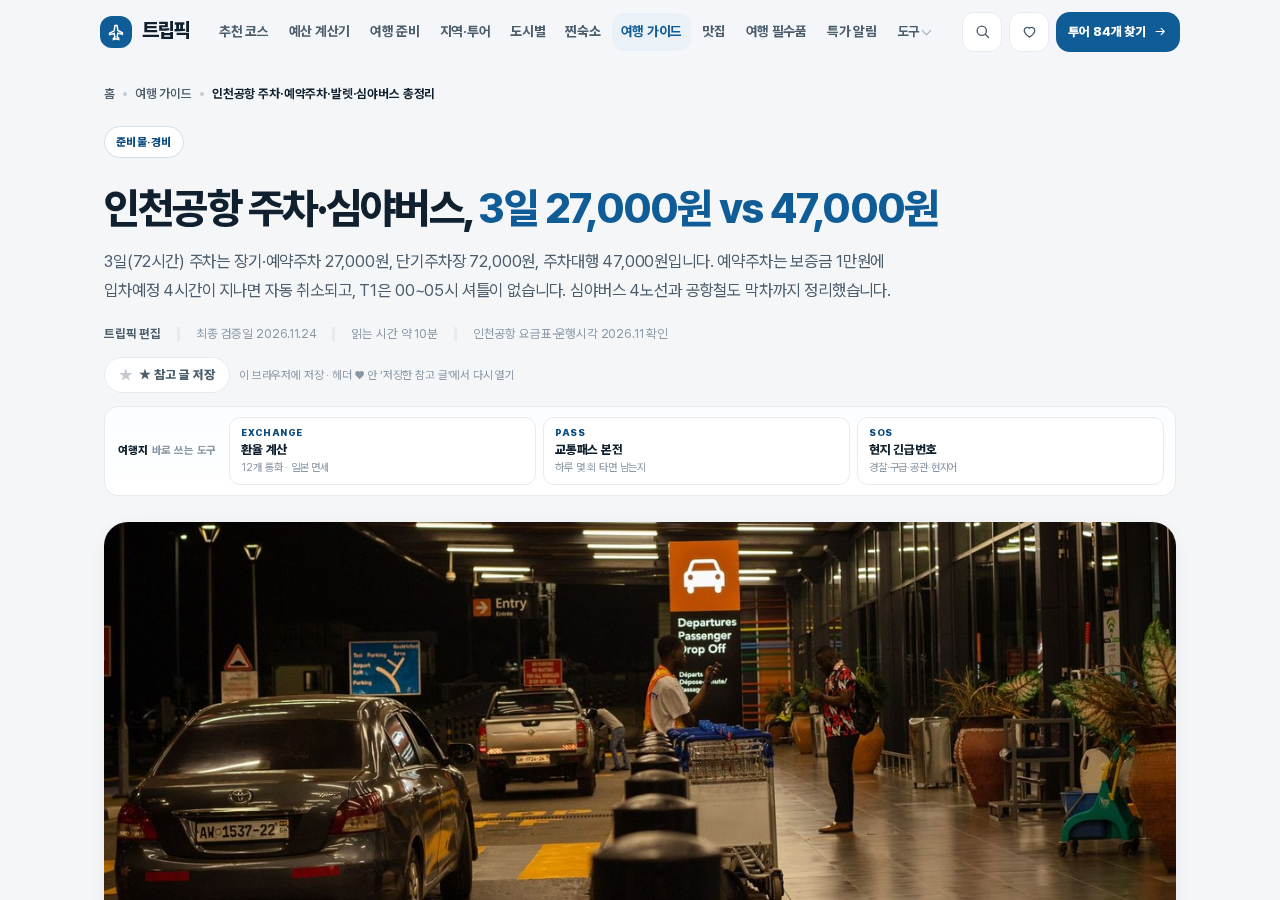 트립픽
추천 코스 예산 계산기 여행 준비 지역·투어 도시별 찐숙소 여행 가이드 맛집 여행 필수품 특가 알림 도구
투어 84개 찾기 →
홈 • 여행 가이드 • 인천공항 주차·예약주차·발렛·심야버스 총정리
준비물·경비
인천공항 주차·심야버스, 3일 27,000원 vs 47,000원
3일(72시간) 주차는 장기·예약주차 27,000원, 단기주차장 72,000원, 주차대행 47,000원입니다. 예약주차는 보증금 1만원에
입차예정 4시간이 지나면 자동 취소되고, T1은 00~05시 셔틀이 없습니다. 심야버스 4노선과 공항철도 막차까지 정리했습니다.
트립픽 편집 최종 검증일 2026.11.24 읽는 시간 약 10분 인천공항 요금표·운행시각 2026.11 확인
★ ★ 참고 글 저장 이 브라우저에 저장 · 헤더 ♥ 안 '저장한 참고 글'에서 다시 열기
여행지 바로 쓰는 도구
EXCHANGE
환율 계산
12개 통화 · 일본 면세
PASS
교통패스 본전
하루 몇 회 타면 남는지
SOS
현지 긴급번호
경찰·구급·공관·현지어
Entry
Entrée
Departures
Passenger
Drop Off
Départs
Taxi Parking
Airport
Exit
Parking
Restricted
Area
NO PARKING
AW 1537-22